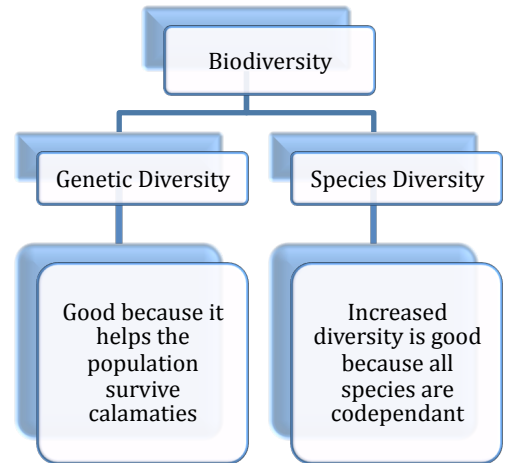 Biodiversity
Genetic Diversity
Species Diversity
Good because it
helps the
population
survive
calamaties
Increased
diversity is good
because all
species are
codependant